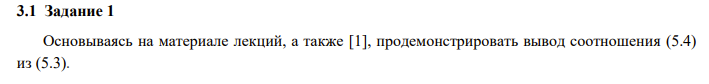 3.1 Задание 1
Основываясь на материале лекций, а также [1], продемонстрировать вывод соотношения (5.4)
из (5.3).